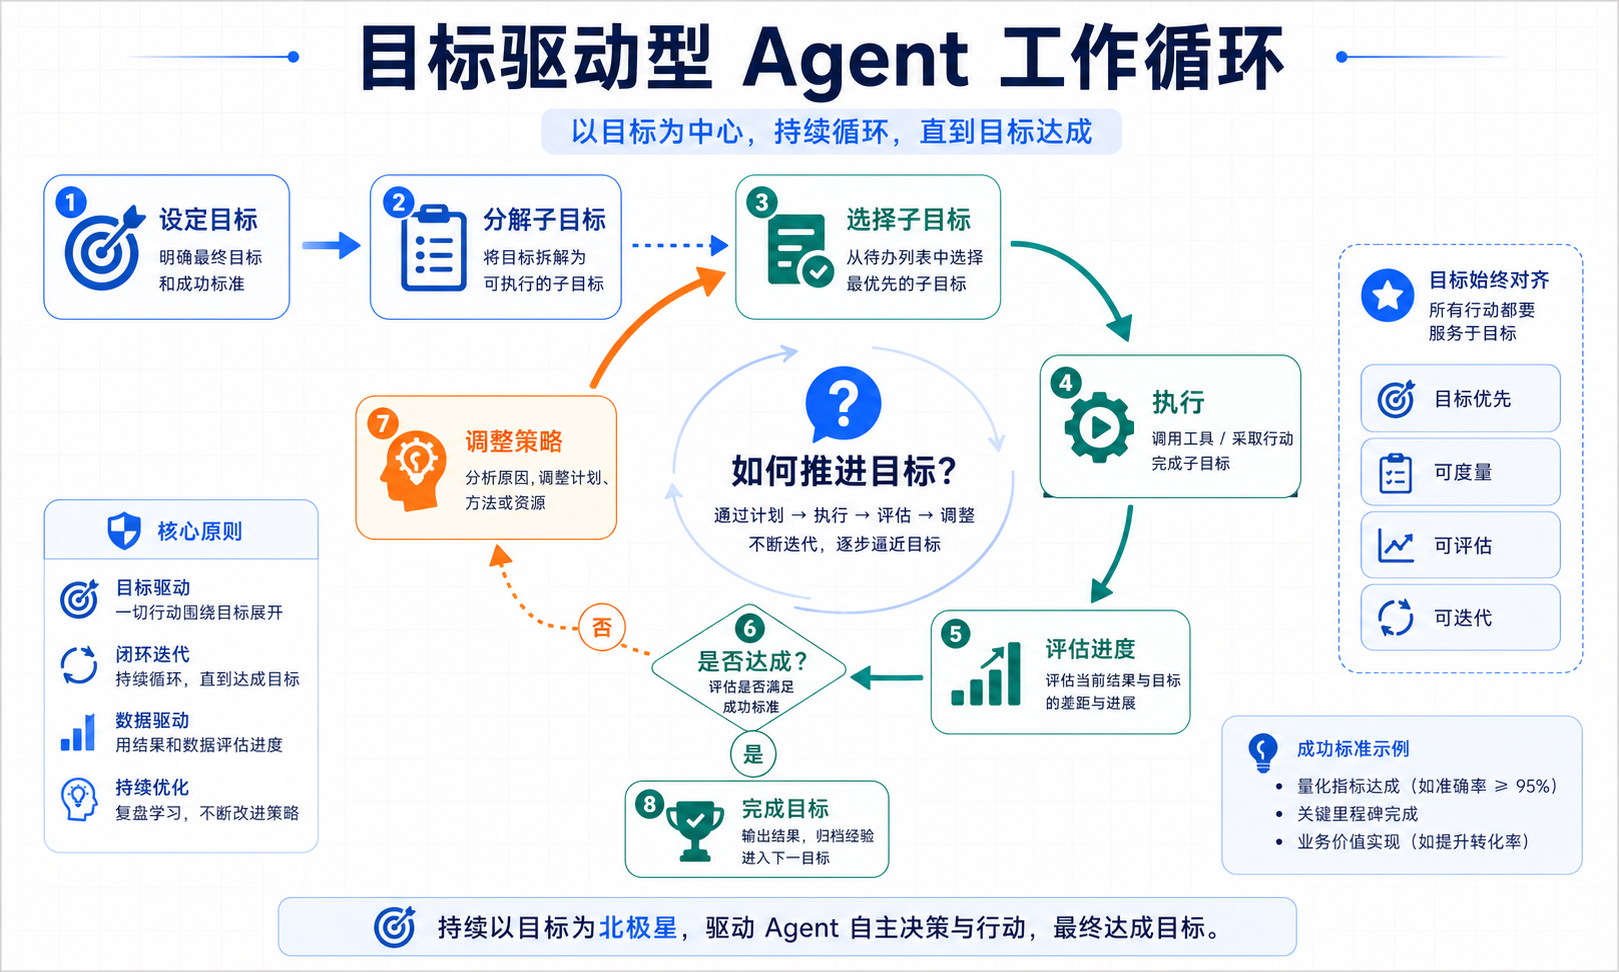 目标驱动型 Agent 工作循环
以目标为中心，持续循环，直到目标达成
1
设定目标
明确最终目标
和成功标准
2
分解子目标
将目标拆解为
可执行的子目标
3
选择子目标
从待办列表中选择
最优先的子目标
4
执行
调用工具 / 采取行动
完成子目标
5
评估进度
评估当前结果与目标
的差距与进展
6
是否达成？
评估是否满足
成功标准
否
是
7
调整策略
分析原因，调整计划、
方法或资源
8
完成目标
输出结果，归档经验
进入下一目标
如何推进目标？
通过计划 → 执行 → 评估 → 调整
不断迭代，逐步逼近目标
核心原则
目标驱动
一切行动围绕目标展开
闭环迭代
持续循环，直到达成目标
数据驱动
用结果和数据评估进度
持续优化
复盘学习，不断改进策略
目标始终对齐
所有行动都要
服务于目标
目标优先
可度量
可评估
可迭代
成功标准示例
• 量化指标达成（如准确率 ≥ 95%）
• 关键里程碑完成
• 业务价值实现（如提升转化率）
持续以目标为北极星，驱动 Agent 自主决策与行动，最终达成目标。